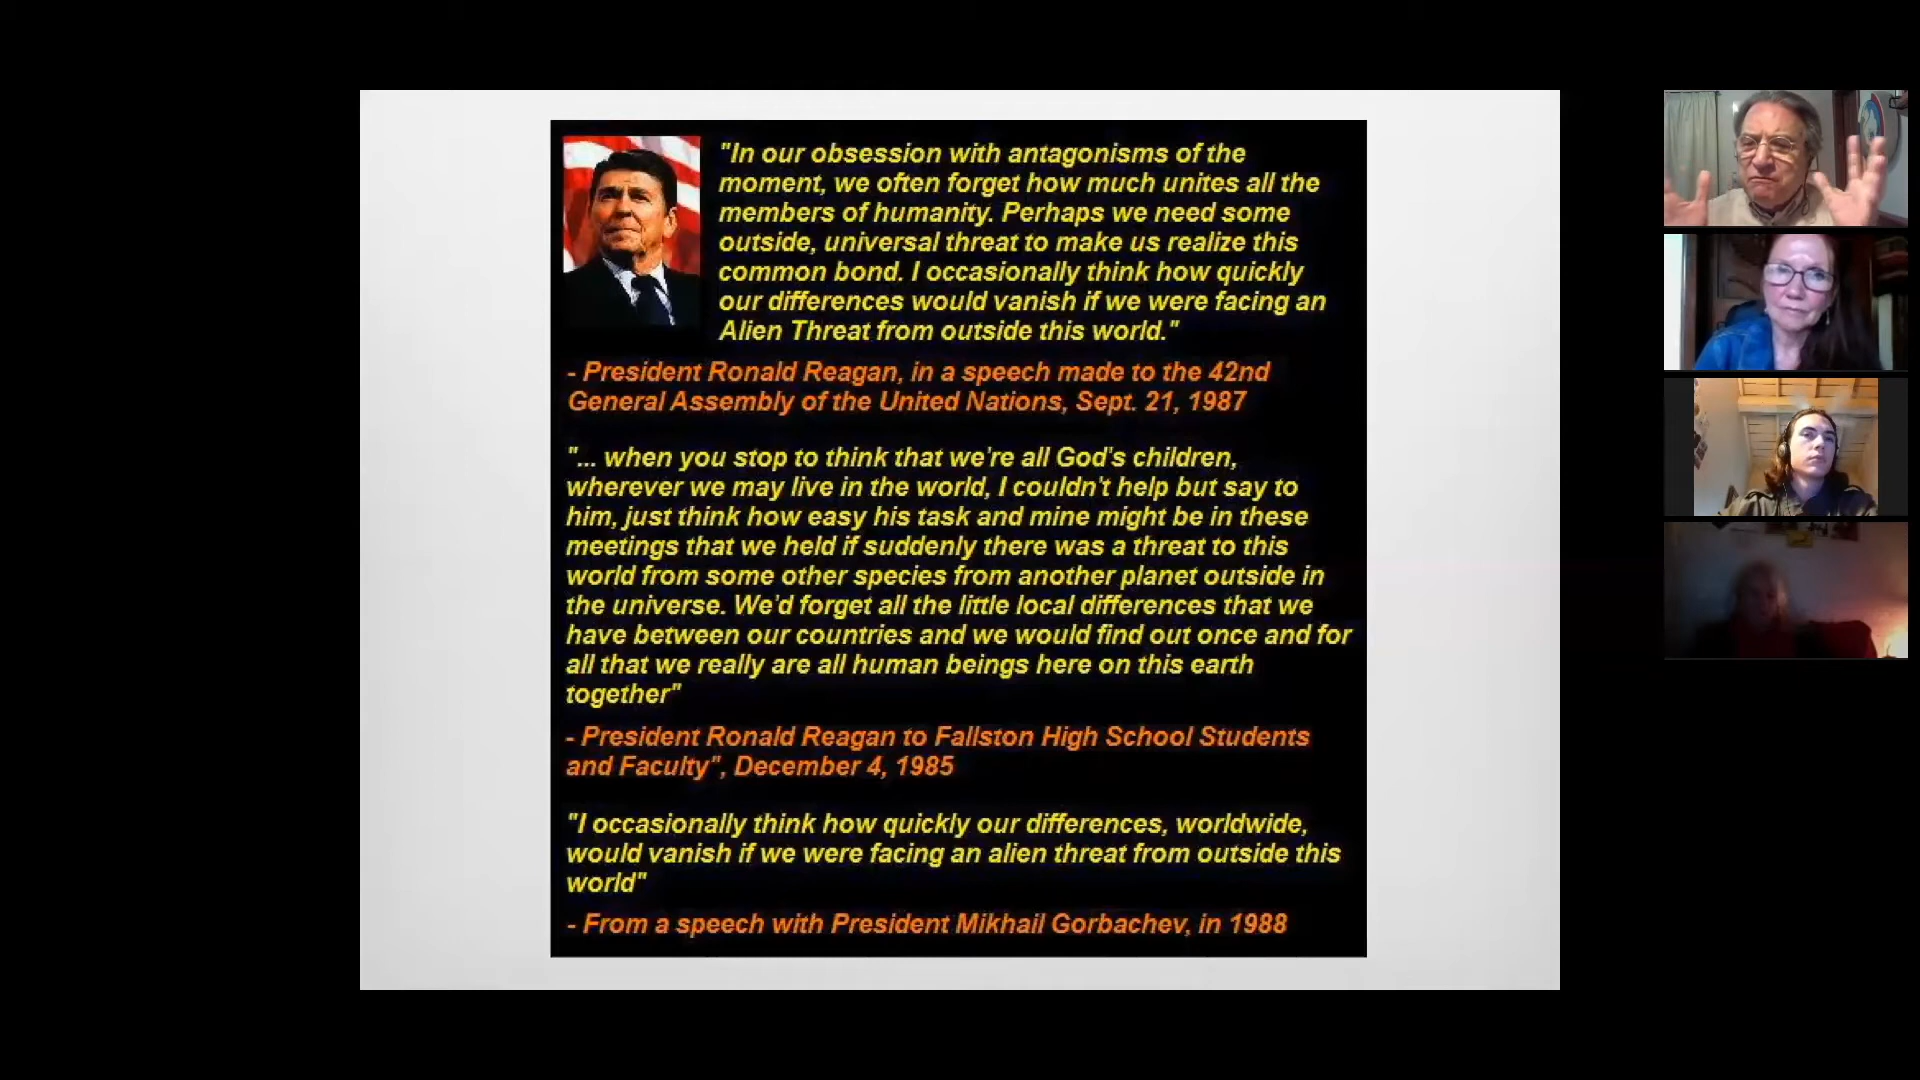 "In our obsession with antagonisms of the
moment, we often forget how much unites all the
members of humanity. Perhaps we need some
outside, universal threat to make us realize this
common bond. I occasionally think how quickly
our differences would vanish if we were facing an
Alien Threat from outside this world."
- President Ronald Reagan, in a speech made to the 42nd
General Assembly of the United Nations, Sept. 21, 1987
"... when you stop to think that we're all God's children,
wherever we may live in the world, I couldn't help but say to
him, just think how easy his task and mine might be in these
meetings that we held if suddenly there was a threat to this
world from some other species from another planet outside in
the universe. We'd forget all the little local differences that we
have between our countries and we would find out once and for
all that we really are all human beings here on this earth
together"
- President Ronald Reagan to Fallston High School Students
and Faculty", December 4, 1985
"I occasionally think how quickly our differences, worldwide,
would vanish if we were facing an alien threat from outside this
world"
- From a speech with President Mikhail Gorbachev, in 1988